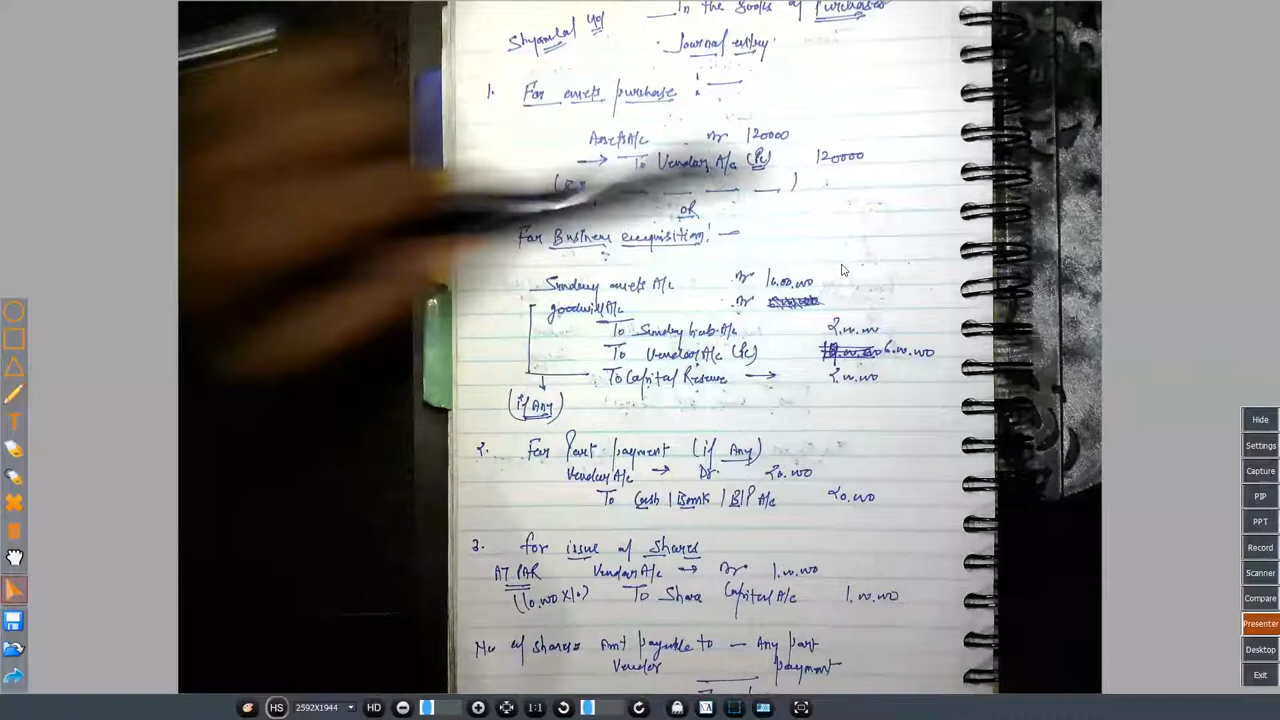 In the books of Purchases
Shyamlal
Journal entry
1. For assets purchase :-
Assets A/c Dr 120000
To Vendor A/c (Pc) 120000
OR
For Business acquisition :-
Sundry assets A/c Dr 10.00.000
goodwill A/c Dr
To Sundry Liab. A/c 2.00.000
To Vendor A/c (Pc) 6.00.000
To Capital Reserve → 2.00.000
(if Any)
2. For Part payment (if Any)
Vendor A/c → Dr 20.000
To Cash | Bank | B/P A/c 20.000
3. for issue of Shares
AT PAR Vendor A/c → Dr 1.00.000
(10.000 X 10) To Share Capital A/c 1.00.000
No of shares = Amt payable to - Any part
Vendor payment
Hide
Settings
Capture
PIP
PPT
Record
Scanner
Compare
Presenter
Desktop
Exit
HS 2592X1944 HD 1:1